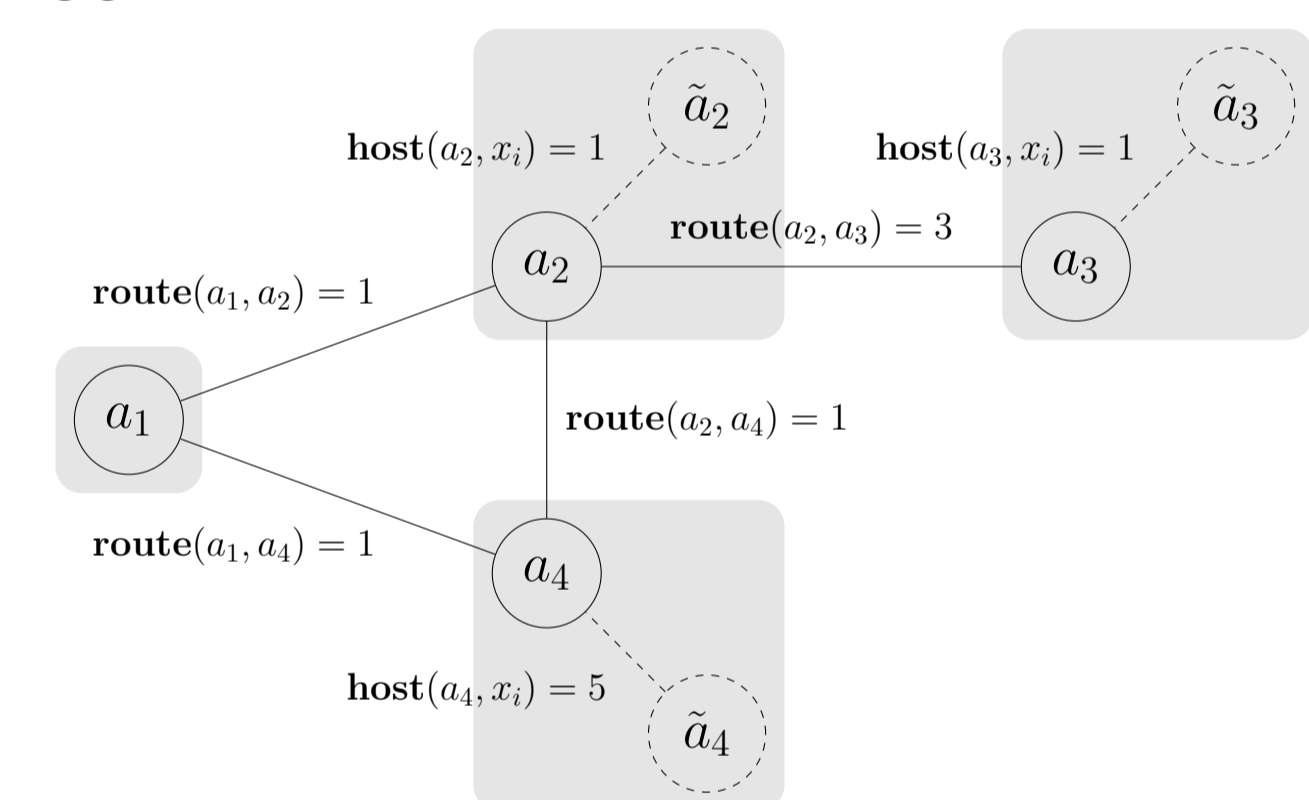 ã₂
ã₃
host(a₂, xᵢ) = 1
host(a₃, xᵢ) = 1
route(a₂, a₃) = 3
a₂
a₃
route(a₁, a₂) = 1
a₁
route(a₂, a₄) = 1
route(a₁, a₄) = 1
a₄
host(a₄, xᵢ) = 5
ã₄